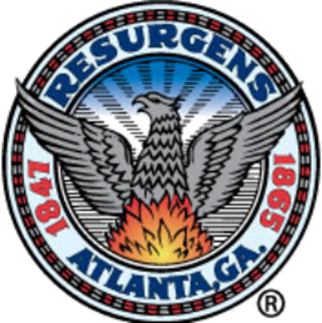 RESURGENS
1847
1865
ATLANTA, GA.
®